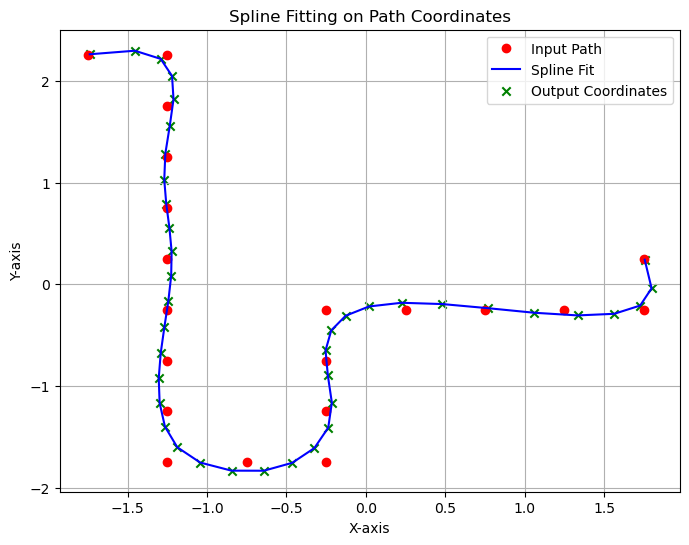 Spline Fitting on Path Coordinates
Input Path
Spline Fit
Output Coordinates
Y-axis
2
1
0
−1
−2
−1.5
−1.0
−0.5
0.0
0.5
1.0
1.5
X-axis